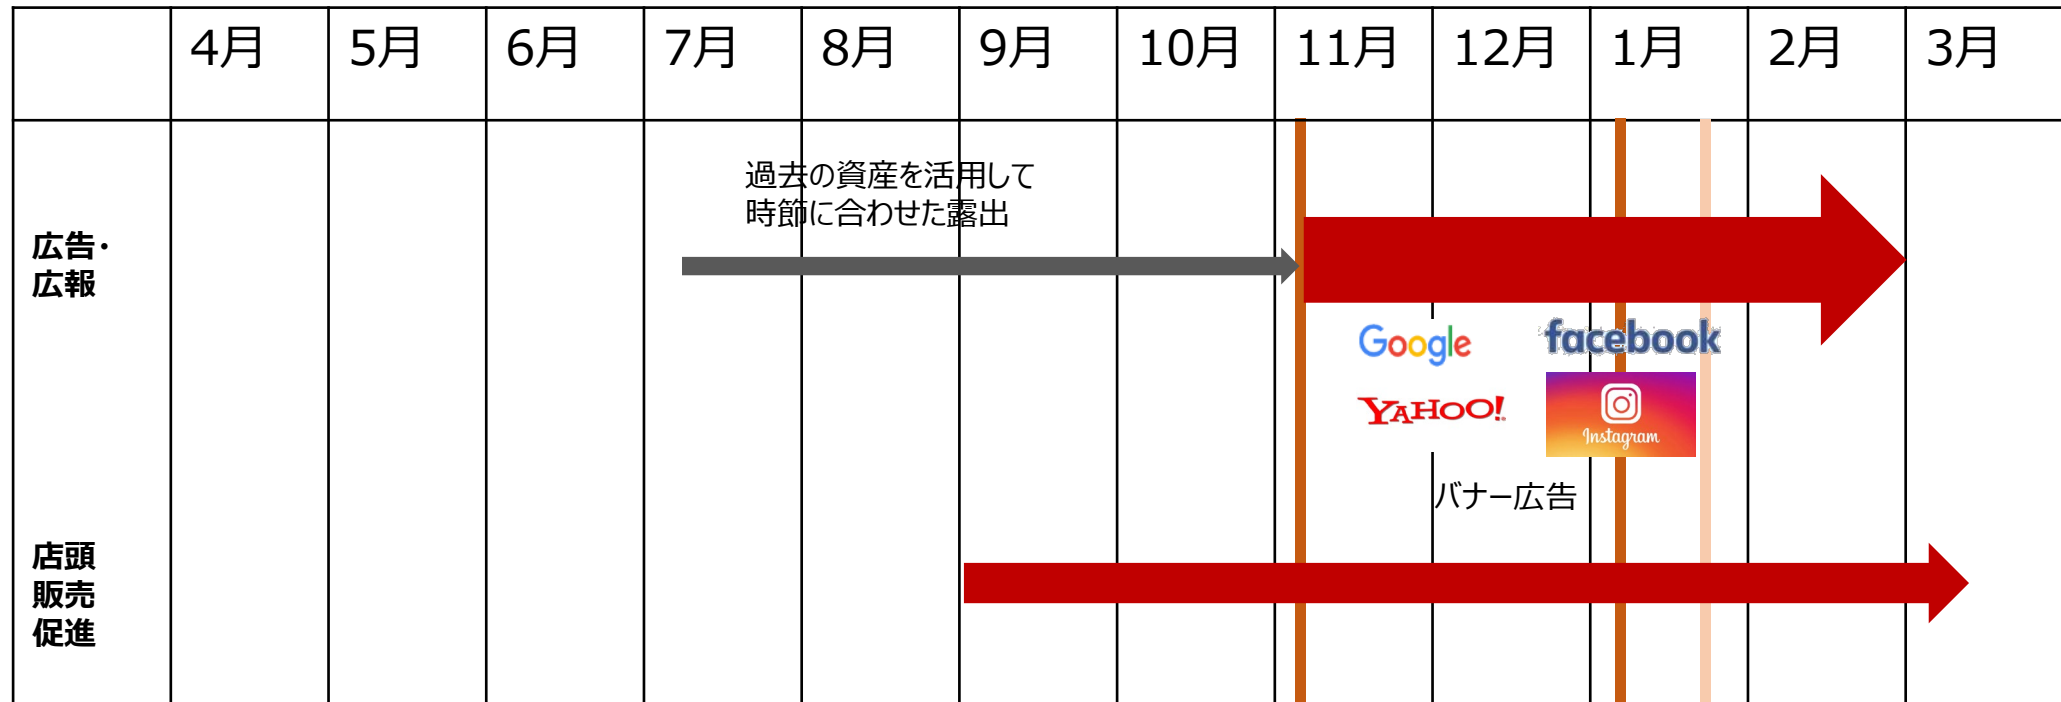 4月 5月 6月 7月 8月 9月 10月 11月 12月 1月 2月 3月
過去の資産を活用して
時節に合わせた露出
広告・
広報
Google
facebook
YAHOO!
Instagram
バナー広告
店頭
販売
促進